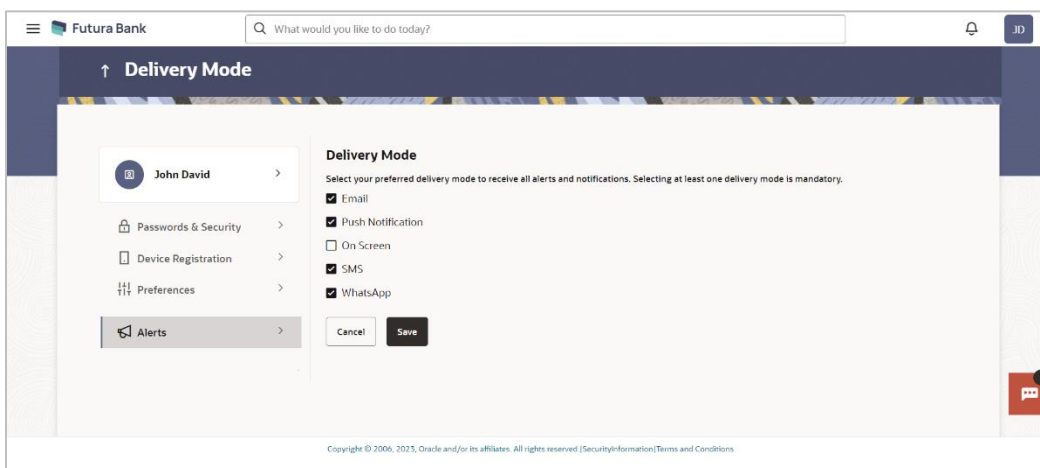 Futura Bank
What would you like to do today?
JD
↑ Delivery Mode
John David
Passwords & Security
Device Registration
Preferences
Alerts
Delivery Mode
Select your preferred delivery mode to receive all alerts and notifications. Selecting at least one delivery mode is mandatory.
Email
Push Notification
On Screen
SMS
WhatsApp
Cancel
Save
Copyright © 2006, 2023, Oracle and/or its affiliates. All rights reserved.|SecurityInformation|Terms and Conditions